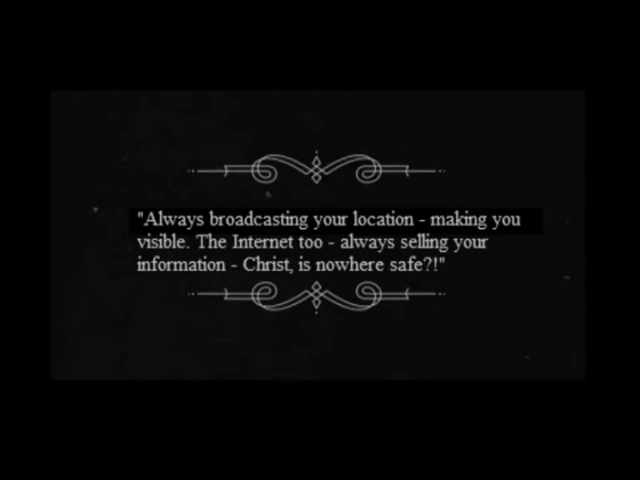 "Always broadcasting your location - making you
visible. The Internet too - always selling your
information - Christ, is nowhere safe?!"